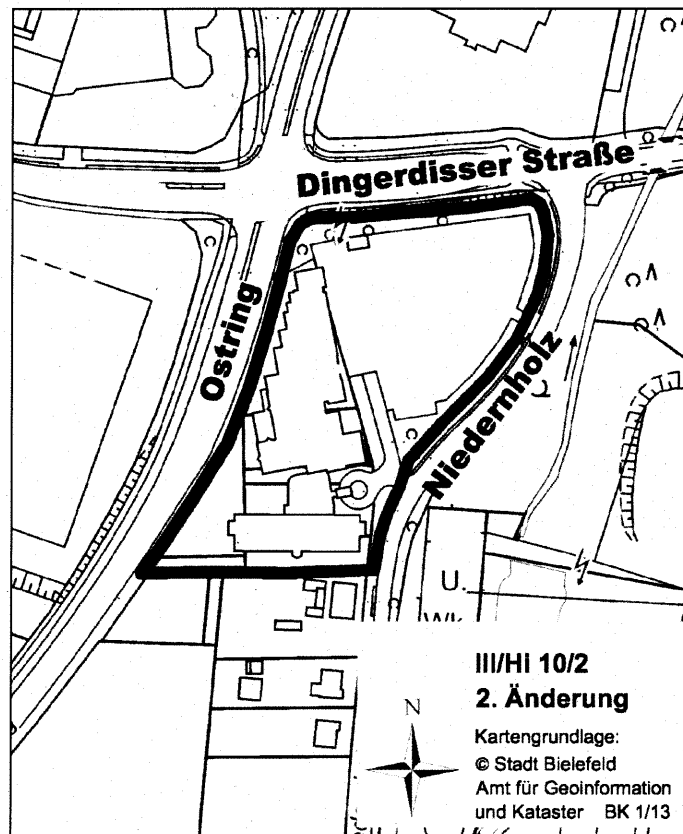 Dingerdisser Straße
Ostring
Niedernholz
U.
III/Hi 10/2
2. Änderung
N
Kartengrundlage:
© Stadt Bielefeld
Amt für Geoinformation
und Kataster BK 1/13